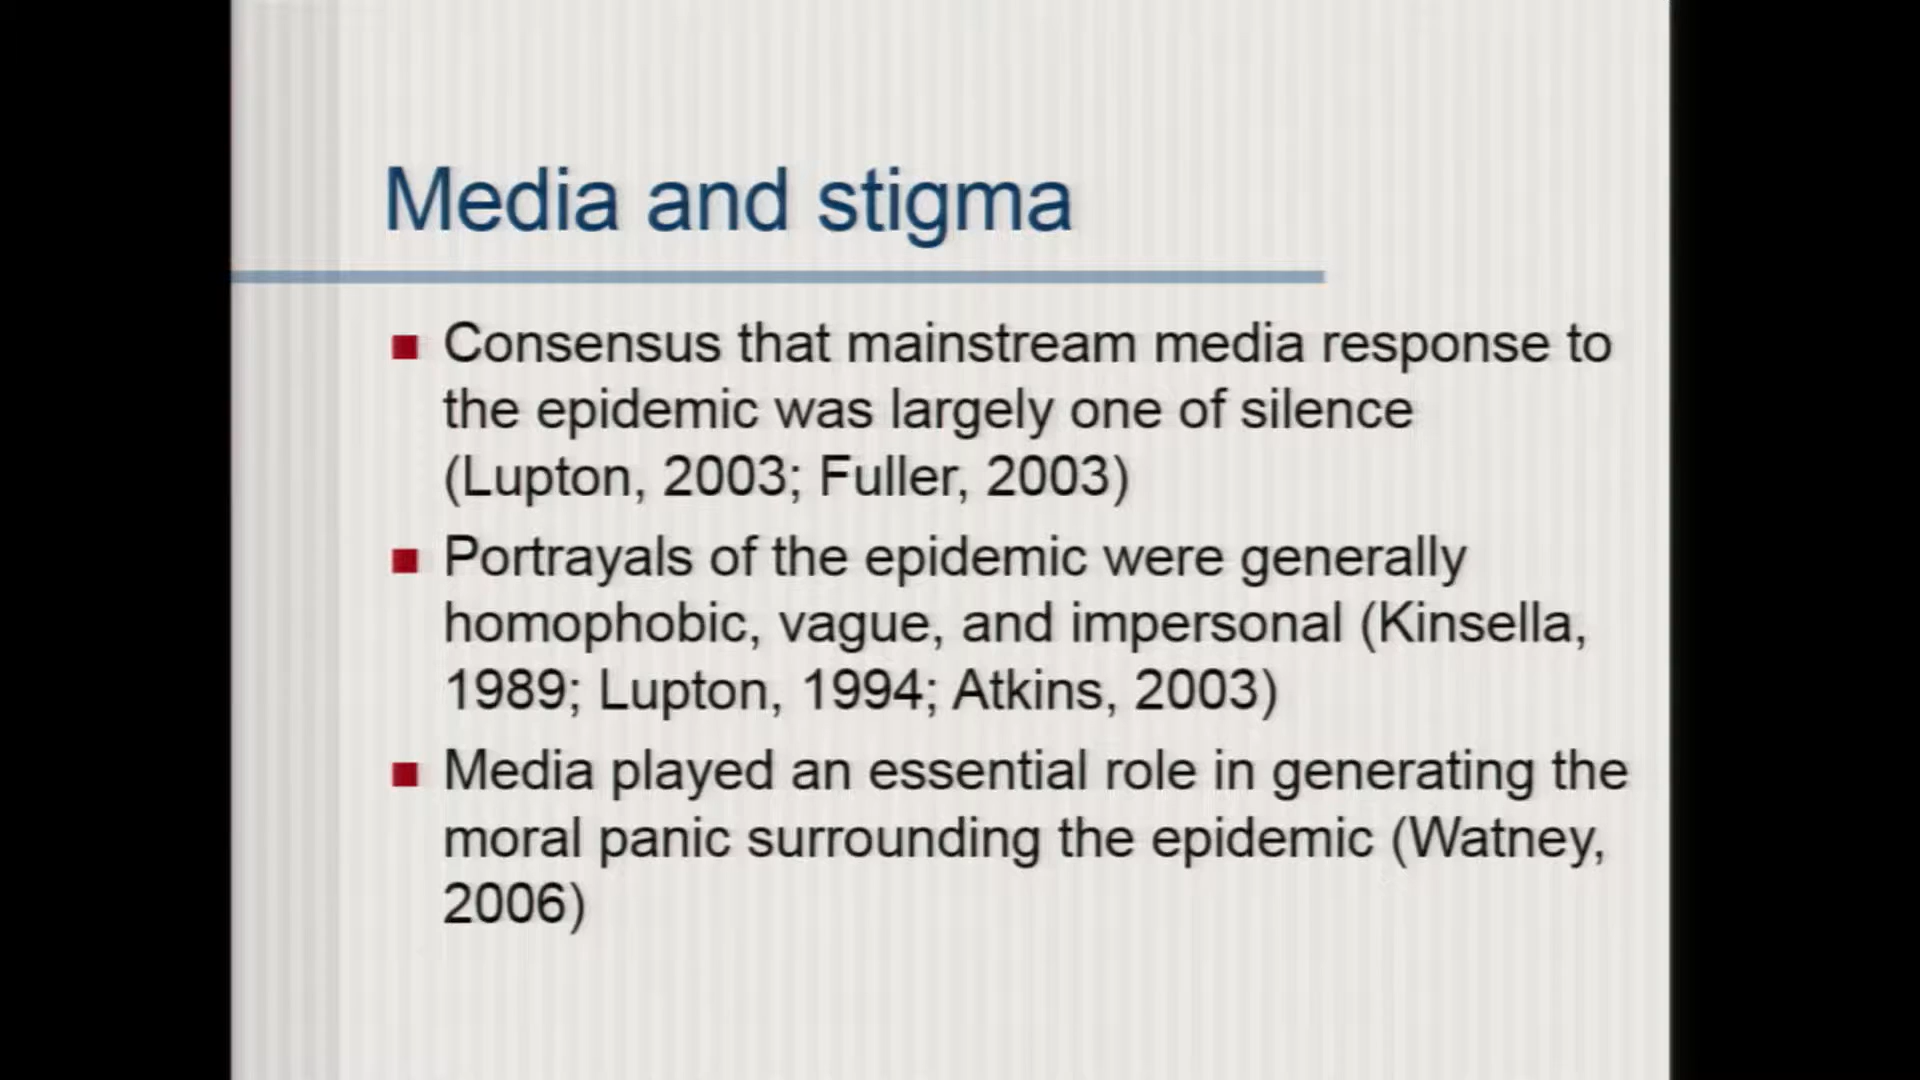 Media and stigma
Consensus that mainstream media response to
the epidemic was largely one of silence
(Lupton, 2003; Fuller, 2003)
Portrayals of the epidemic were generally
homophobic, vague, and impersonal (Kinsella,
1989; Lupton, 1994; Atkins, 2003)
Media played an essential role in generating the
moral panic surrounding the epidemic (Watney,
2006)